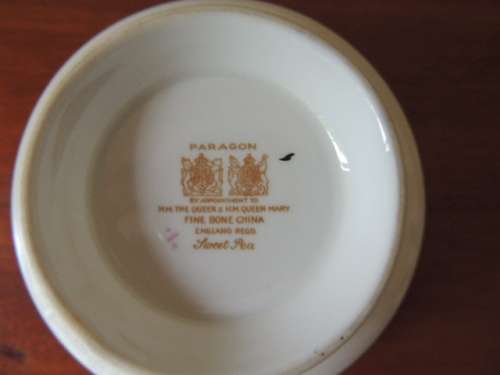 PARAGON
BY APPOINTMENT TO
H.M. THE QUEEN & H.M. QUEEN MARY
FINE BONE CHINA
ENGLAND REGD.
Sweet Pea